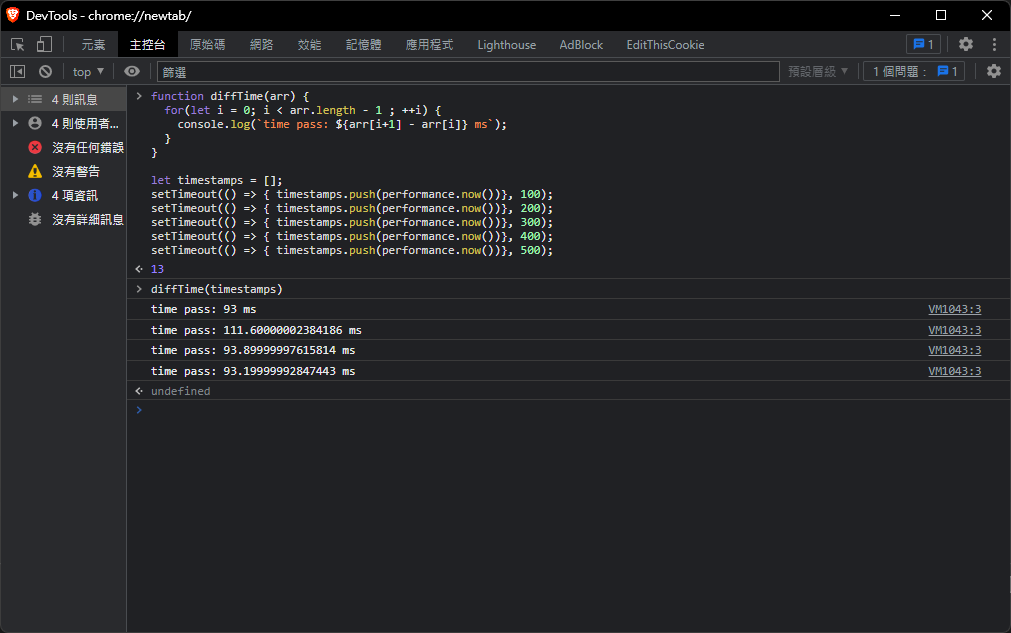 DevTools - chrome://newtab/
元素 主控台 原始碼 網路 效能 記憶體 應用程式 Lighthouse AdBlock EditThisCookie 1
top ▼ 篩選 預設層級 ▼ 1 個問題： 1
4 則訊息
4 則使用者...
沒有任何錯誤
沒有警告
4 項資訊
沒有詳細訊息
> function diffTime(arr) {
for(let i = 0; i < arr.length - 1 ; ++i) {
console.log(`time pass: ${arr[i+1] - arr[i]} ms`);
}
}
let timestamps = [];
setTimeout(() => { timestamps.push(performance.now())}, 100);
setTimeout(() => { timestamps.push(performance.now())}, 200);
setTimeout(() => { timestamps.push(performance.now())}, 300);
setTimeout(() => { timestamps.push(performance.now())}, 400);
setTimeout(() => { timestamps.push(performance.now())}, 500);
13
> diffTime(timestamps)
time pass: 93 ms VM1043:3
time pass: 111.60000002384186 ms VM1043:3
time pass: 93.89999997615814 ms VM1043:3
time pass: 93.19999992847443 ms VM1043:3
undefined
>